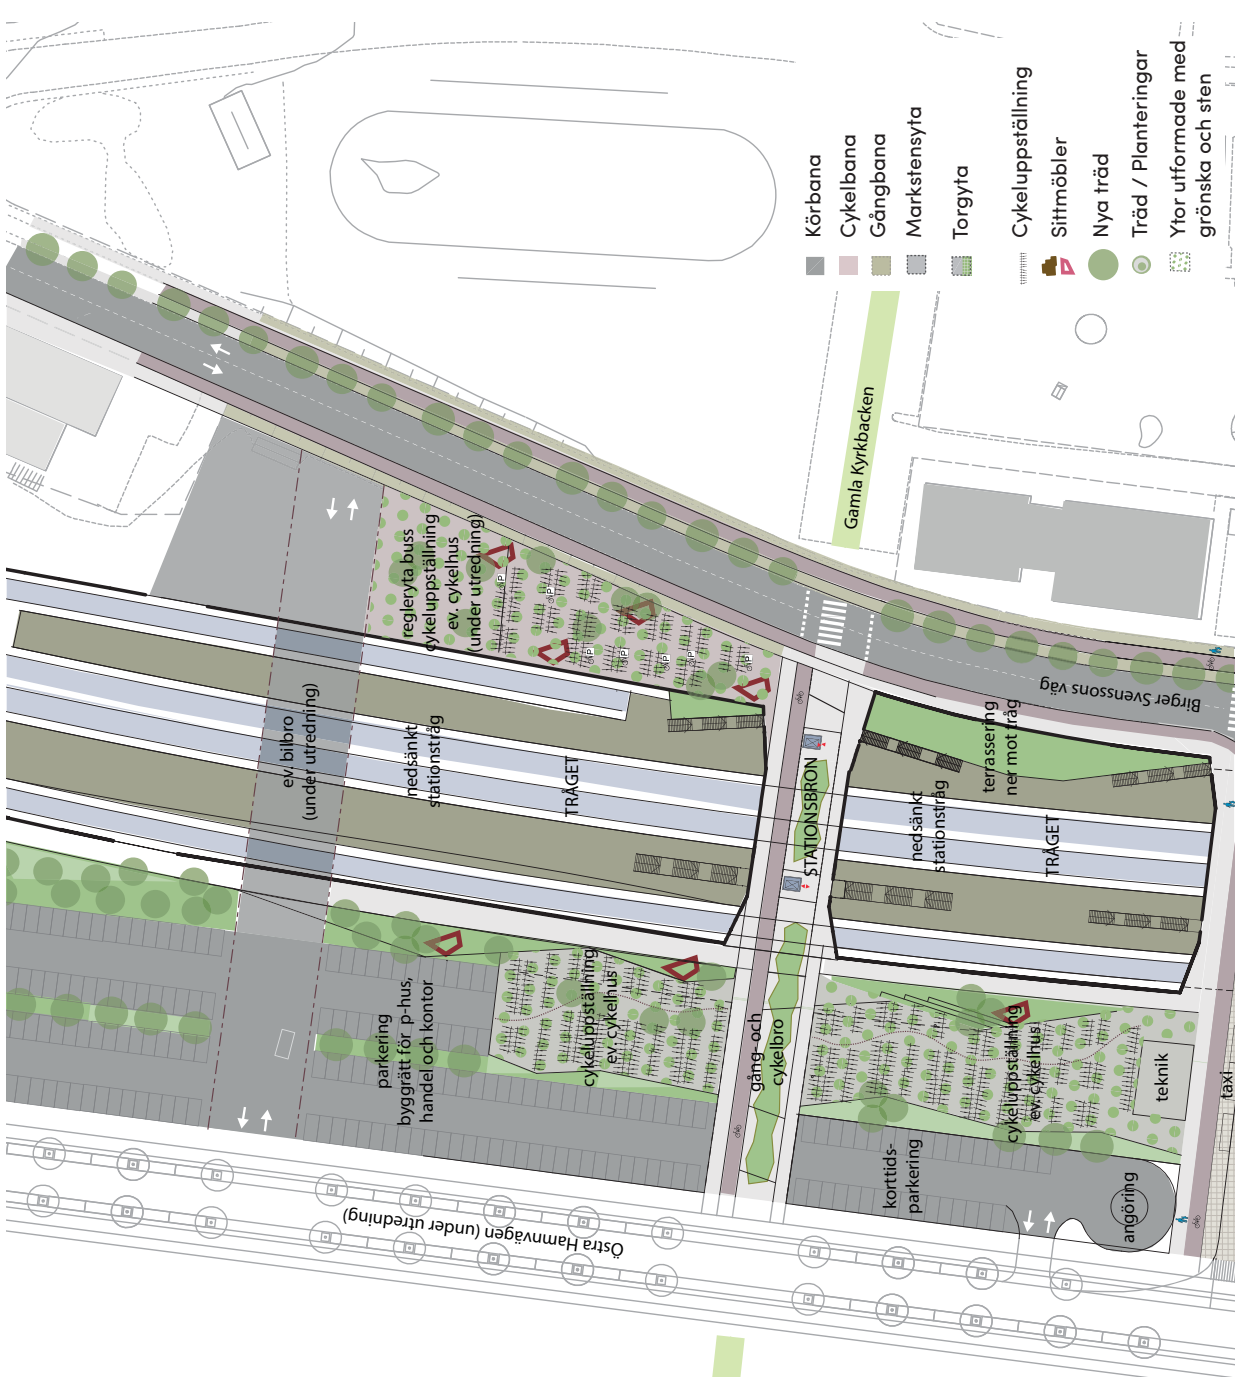 Körbana
Cykelbana
Gångbana
Markstensyta
Torgyta
Cykeluppställning
Sittmöbler
Nya träd
Träd / Planteringar
Ytor utformade med
grönska och sten
Gamla Kyrkbacken
Birger Svenssons väg
regleryta buss
cykeluppställning
ev. cykelhus
(under utredning)
P
P
P
P
P
P
P
ev. bilbro
(under utredning)
nedsänkt
stationstråg
TRÅGET
STATIONSBRON
terrassering
ner mot tråg
nedsänkt
stationstråg
TRÅGET
parkering
byggrätt för p-hus,
handel och kontor
cykeluppställning
ev. cykelhus
gång- och
cykelbro
cykeluppställning
ev. cykelhus
teknik
taxi
korttids-
parkering
angöring
Östra Hamnvägen (under utredning)